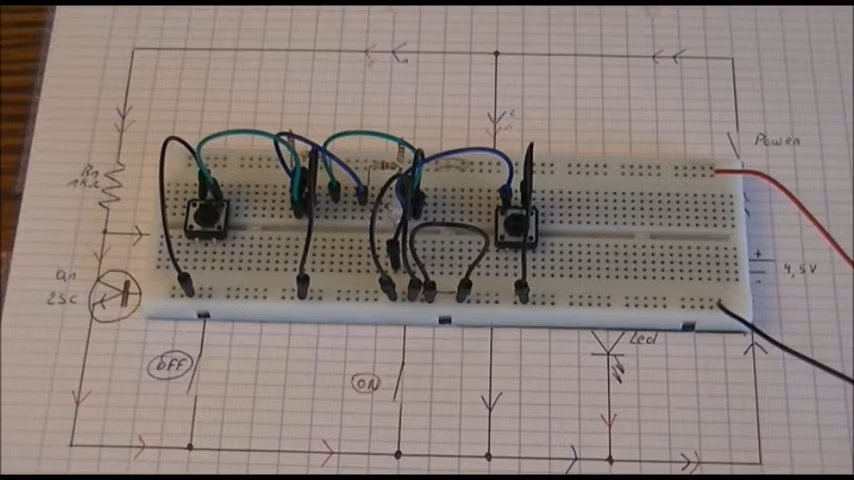 Power
R1
1KΩ
+
-
4,5V
Q1
2SC
Led
OFF
ON